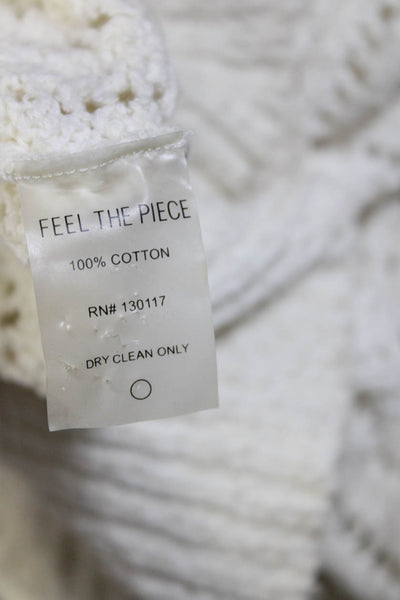 FEEL THE PIECE
100% COTTON
RN# 130117
DRY CLEAN ONLY